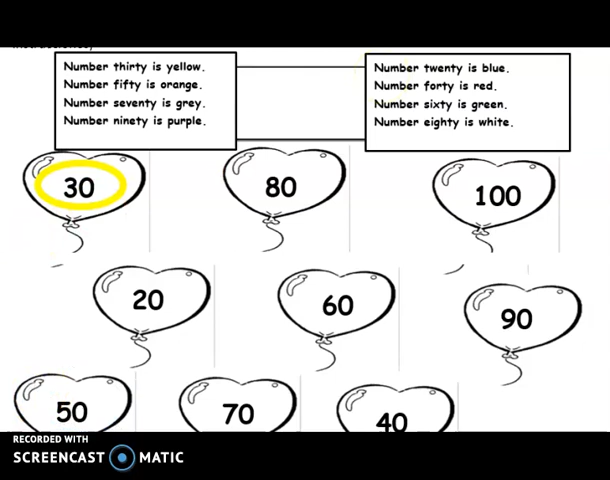 Number thirty is yellow.
Number fifty is orange.
Number seventy is grey.
Number ninety is purple.
Number twenty is blue.
Number forty is red.
Number sixty is green.
Number eighty is white.
30
80
100
20
60
90
50
70
40
RECORDED WITH
SCREENCAST MATIC